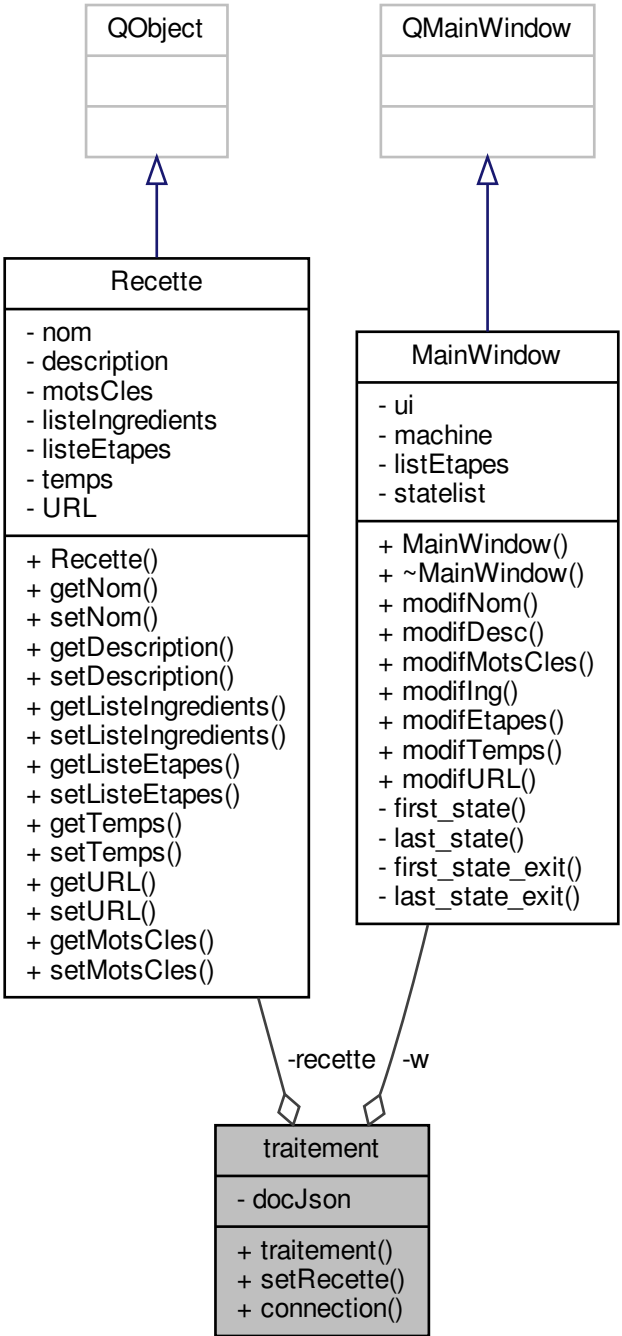 QObject
QMainWindow
Recette
- nom
- description
- motsCles
- listeIngredients
- listeEtapes
- temps
- URL
+ Recette()
+ getNom()
+ setNom()
+ getDescription()
+ setDescription()
+ getListeIngredients()
+ setListeIngredients()
+ getListeEtapes()
+ setListeEtapes()
+ getTemps()
+ setTemps()
+ getURL()
+ setURL()
+ getMotsCles()
+ setMotsCles()
MainWindow
- ui
- machine
- listEtapes
- statelist
+ MainWindow()
+ ~MainWindow()
+ modifNom()
+ modifDesc()
+ modifMotsCles()
+ modifIng()
+ modifEtapes()
+ modifTemps()
+ modifURL()
- first_state()
- last_state()
- first_state_exit()
- last_state_exit()
-recette
-w
traitement
- docJson
+ traitement()
+ setRecette()
+ connection()